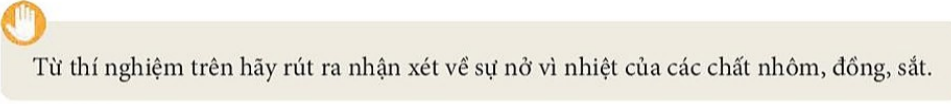 Từ thí nghiệm trên hãy rút ra nhận xét về sự nở vì nhiệt của các chất nhôm, đồng, sắt.